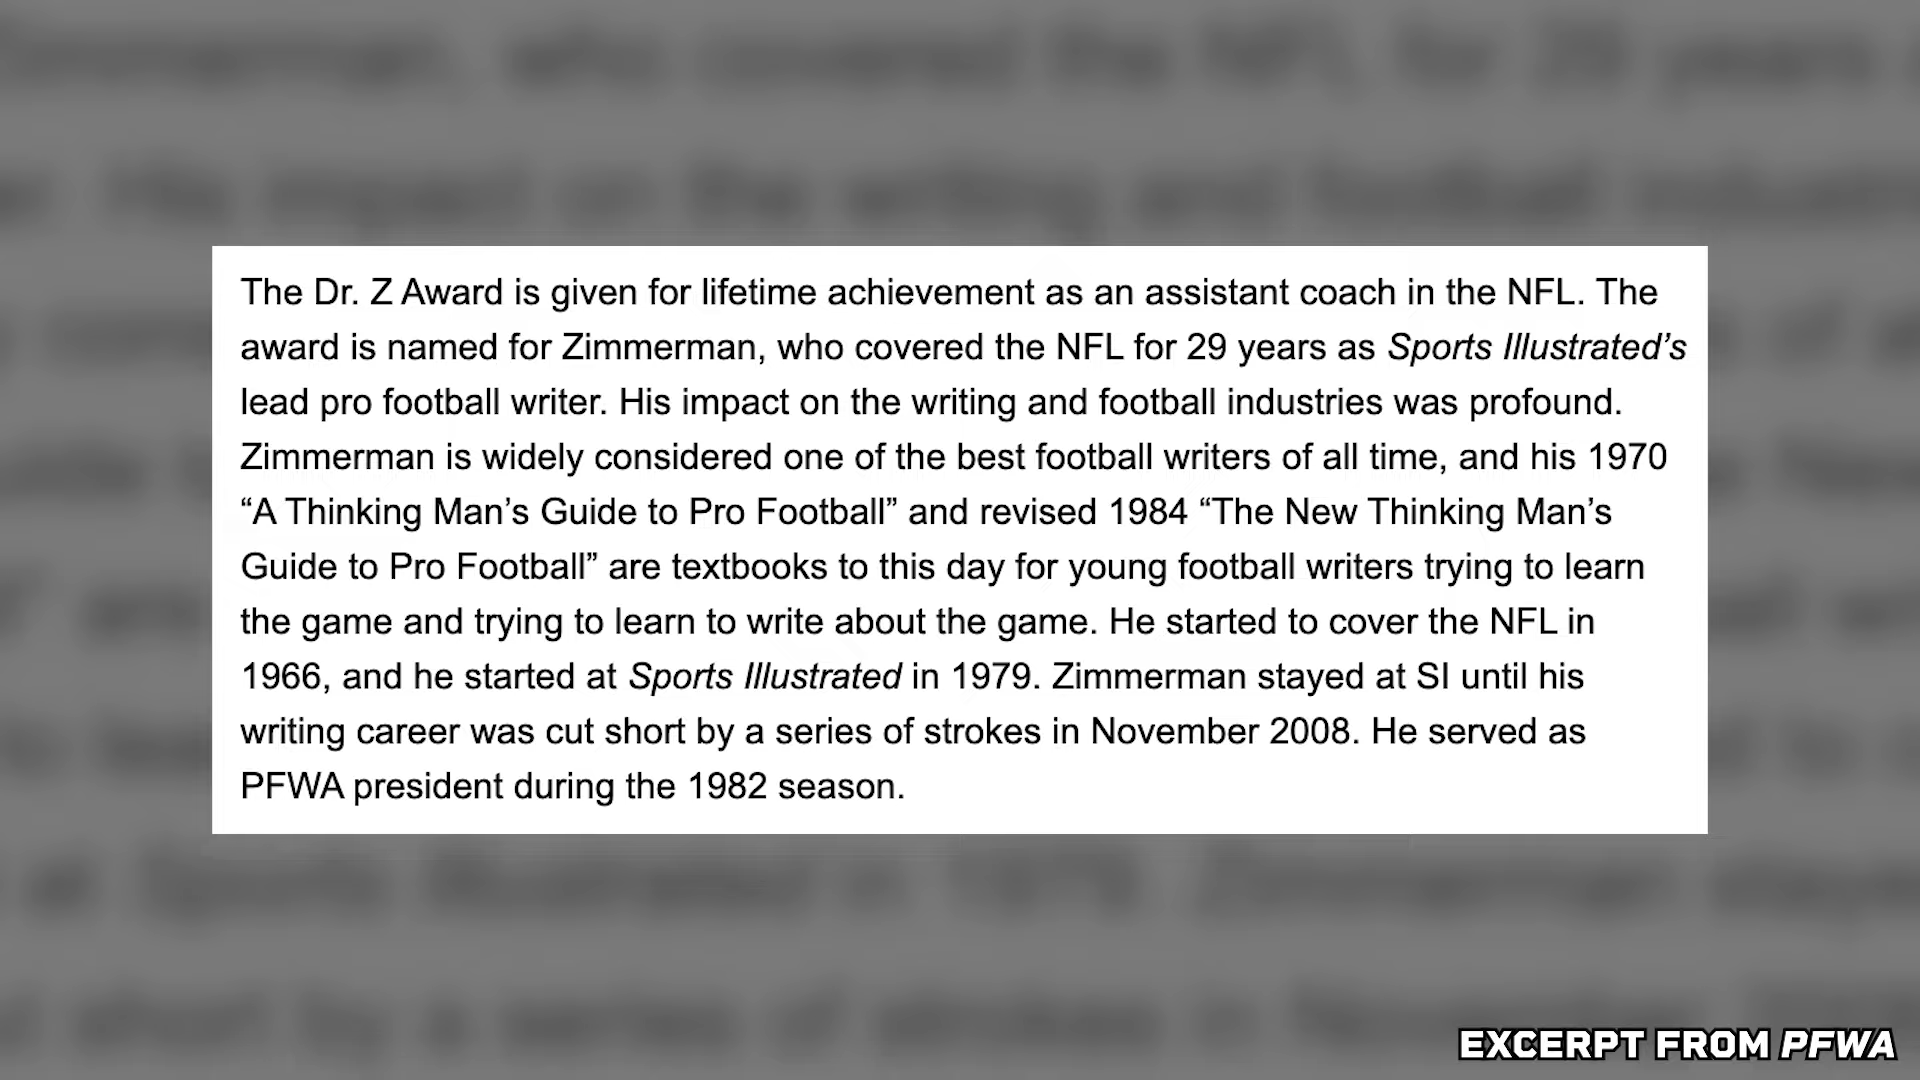 The Dr. Z Award is given for lifetime achievement as an assistant coach in the NFL. The
award is named for Zimmerman, who covered the NFL for 29 years as Sports Illustrated’s
lead pro football writer. His impact on the writing and football industries was profound.
Zimmerman is widely considered one of the best football writers of all time, and his 1970
“A Thinking Man’s Guide to Pro Football” and revised 1984 “The New Thinking Man’s
Guide to Pro Football” are textbooks to this day for young football writers trying to learn
the game and trying to learn to write about the game. He started to cover the NFL in
1966, and he started at Sports Illustrated in 1979. Zimmerman stayed at SI until his
writing career was cut short by a series of strokes in November 2008. He served as
PFWA president during the 1982 season.
EXCERPT FROM PFWA